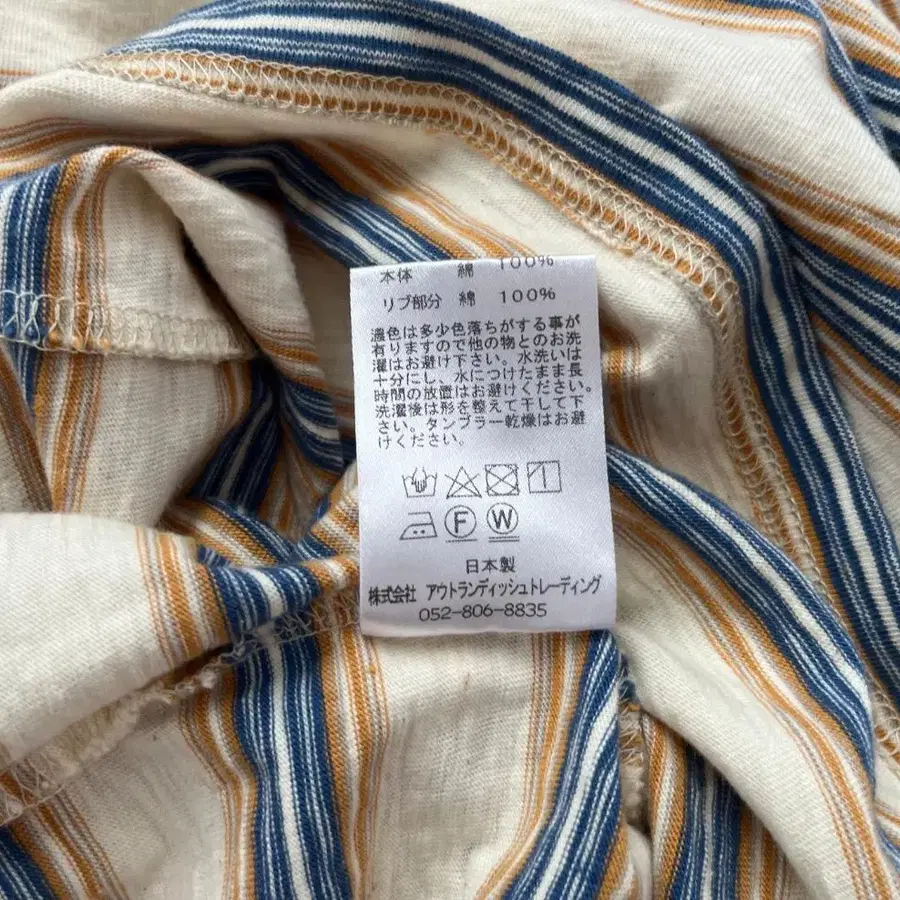 本体 綿 100%
リブ部分 綿 100%
濃色は多少色落ちがする事が
有りますので他の物とのお洗
濯はお避け下さい。水洗いは
十分にし、水につけたまま長
時間の放置はお避けください。
洗濯後は形を整えて干して下
さい。タンブラー乾燥はお避
けください。
F W
日本製
株式会社 アウトランディッシュトレーディング
052-806-8835